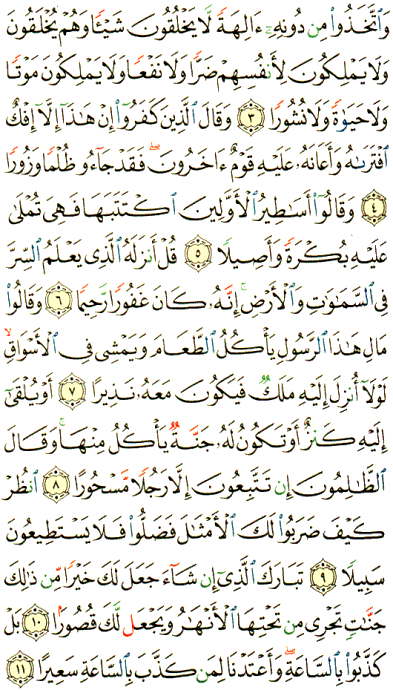 وَٱتَّخَذُوا۟ مِن دُونِهِۦٓ ءَالِهَةً لَّا يَخْلُقُونَ شَيْـًٔا وَهُمْ يُخْلَقُونَ
وَلَا يَمْلِكُونَ لِأَنفُسِهِمْ ضَرًّا وَلَا نَفْعًا وَلَا يَمْلِكُونَ مَوْتًا
وَلَا حَيَوٰةً وَلَا نُشُورًا ٣ وَقَالَ ٱلَّذِينَ كَفَرُوٓا۟ إِنْ هَـٰذَآ إِلَّآ إِفْكٌ
ٱفْتَرَىٰهُ وَأَعَانَهُۥ عَلَيْهِ قَوْمٌ ءَاخَرُونَ ۖ فَقَدْ جَآءُو ظُلْمًا وَزُورًا
٤ وَقَالُوٓا۟ أَسَـٰطِيرُ ٱلْأَوَّلِينَ ٱكْتَتَبَهَا فَهِىَ تُمْلَىٰ
عَلَيْهِ بُكْرَةً وَأَصِيلًا ٥ قُلْ أَنزَلَهُ ٱلَّذِى يَعْلَمُ ٱلسِّرَّ
فِى ٱلسَّمَـٰوَٰتِ وَٱلْأَرْضِ ۚ إِنَّهُۥ كَانَ غَفُورًا رَّحِيمًا ٦ وَقَالُوا۟
مَالِ هَـٰذَا ٱلرَّسُولِ يَأْكُلُ ٱلطَّعَامَ وَيَمْشِى فِى ٱلْأَسْوَاقِ ۙ
لَوْلَآ أُنزِلَ إِلَيْهِ مَلَكٌ فَيَكُونَ مَعَهُۥ نَذِيرًا ٧ أَوْ يُلْقَىٰٓ
إِلَيْهِ كَنزٌ أَوْ تَكُونُ لَهُۥ جَنَّةٌ يَأْكُلُ مِنْهَا ۚ وَقَالَ
ٱلظَّـٰلِمُونَ إِن تَتَّبِعُونَ إِلَّا رَجُلًا مَّسْحُورًا ٨ ٱنظُرْ
كَيْفَ ضَرَبُوا۟ لَكَ ٱلْأَمْثَـٰلَ فَضَلُّوا۟ فَلَا يَسْتَطِيعُونَ
سَبِيلًا ٩ تَبَارَكَ ٱلَّذِىٓ إِن شَآءَ جَعَلَ لَكَ خَيْرًا مِّن ذَٰلِكَ
جَنَّـٰتٍ تَجْرِى مِن تَحْتِهَا ٱلْأَنْهَـٰرُ وَيَجْعَل لَّكَ قُصُورًۢا ١٠ بَلْ
كَذَّبُوا۟ بِٱلسَّاعَةِ ۖ وَأَعْتَدْنَا لِمَن كَذَّبَ بِٱلسَّاعَةِ سَعِيرًا ١١